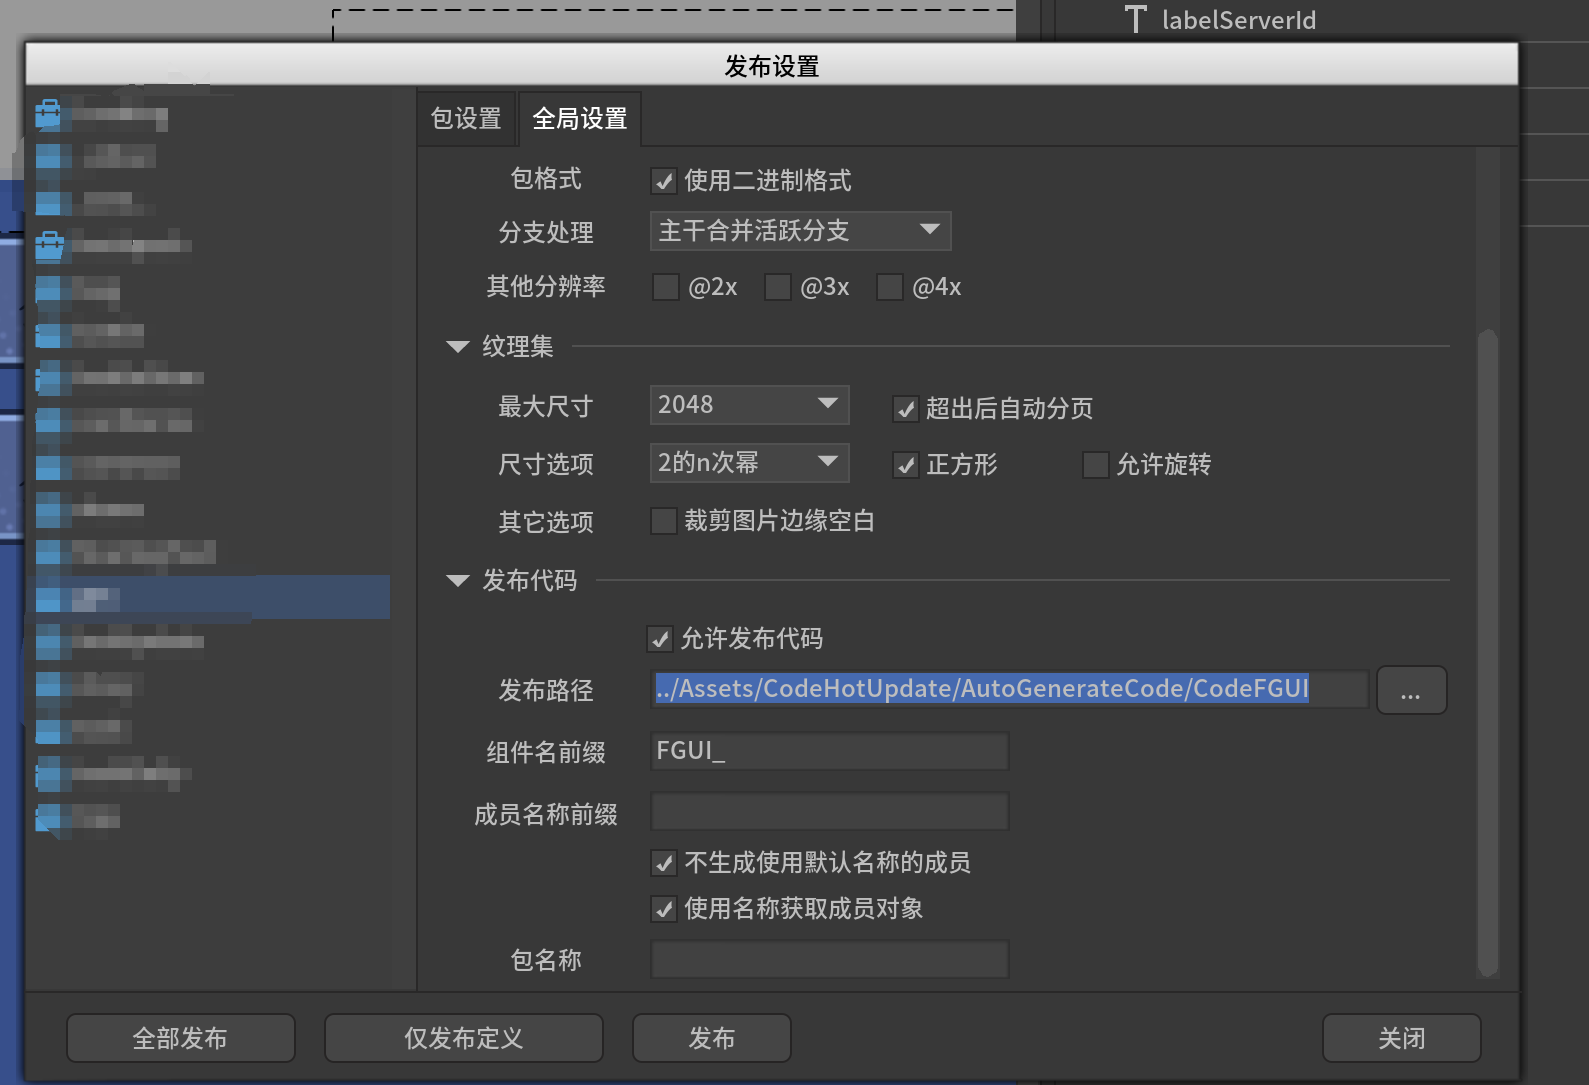 labelServerId
发布设置
包设置
全局设置
包格式
使用二进制格式
分支处理
主干合并活跃分支
其他分辨率
@2x
@3x
@4x
纹理集
最大尺寸
2048
超出后自动分页
尺寸选项
2的n次幂
正方形
允许旋转
其它选项
裁剪图片边缘空白
发布代码
允许发布代码
发布路径
../Assets/CodeHotUpdate/AutoGenerateCode/CodeFGUI
...
组件名前缀
FGUI_
成员名称前缀
不生成使用默认名称的成员
使用名称获取成员对象
包名称
全部发布
仅发布定义
发布
关闭